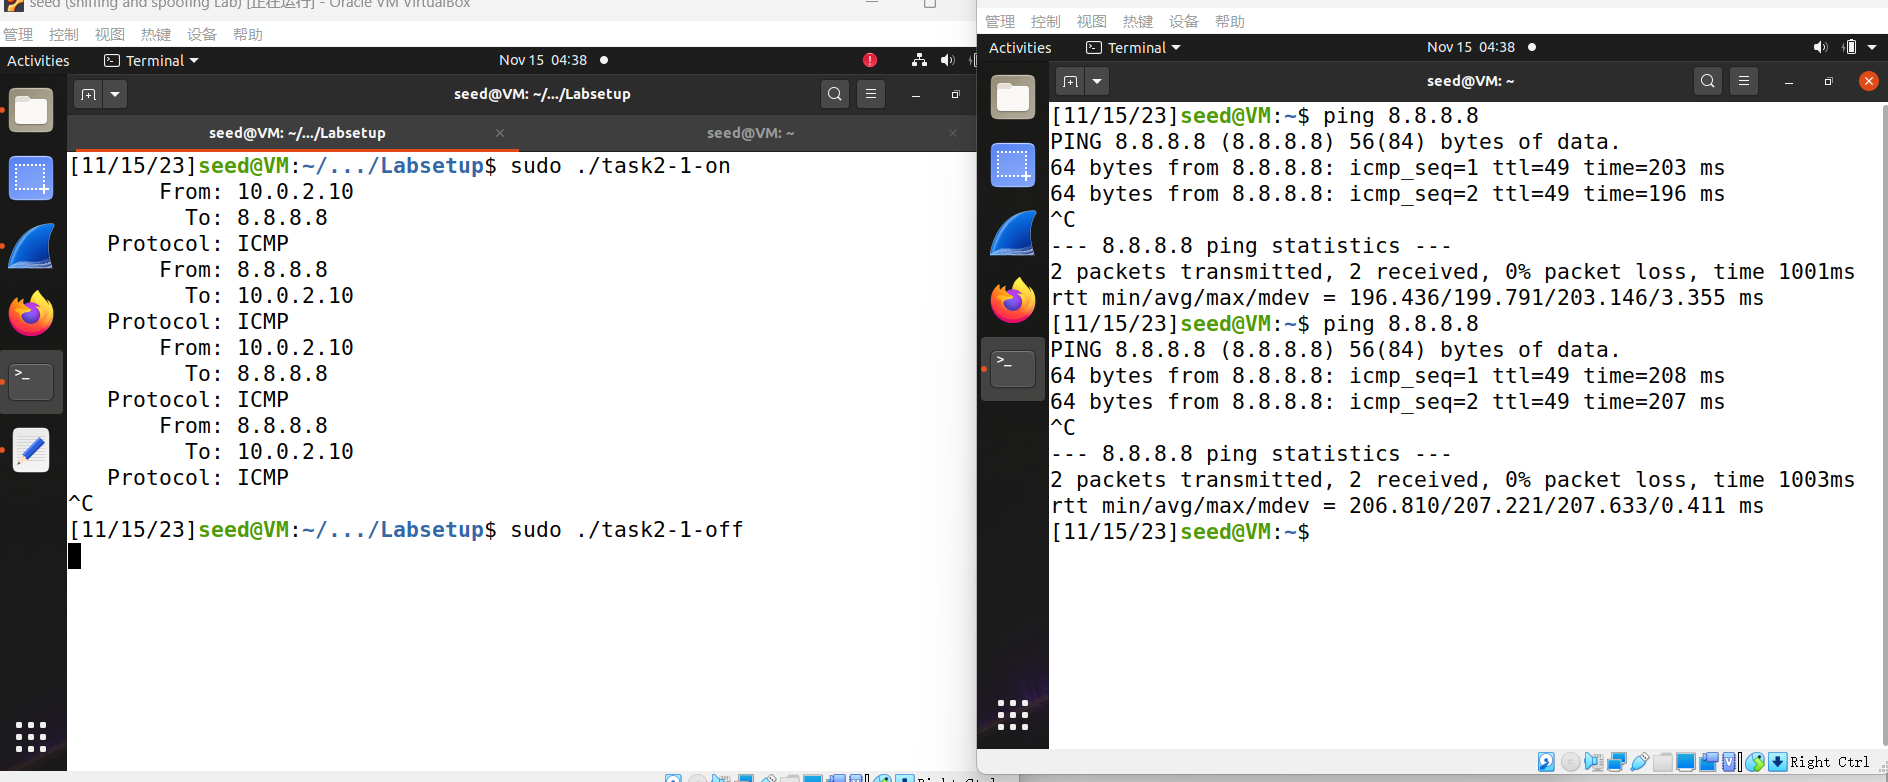 seed (sniffing and spoofing Lab) [正在运行] - Oracle VM VirtualBox
管理 控制 视图 热键 设备 帮助
Activities Terminal Nov 15 04:38
seed@VM: ~/.../Labsetup
seed@VM: ~/.../Labsetup seed@VM: ~
[11/15/23]seed@VM:~/.../Labsetup$ sudo ./task2-1-on
From: 10.0.2.10
To: 8.8.8.8
Protocol: ICMP
From: 8.8.8.8
To: 10.0.2.10
Protocol: ICMP
From: 10.0.2.10
To: 8.8.8.8
Protocol: ICMP
From: 8.8.8.8
To: 10.0.2.10
Protocol: ICMP
^C
[11/15/23]seed@VM:~/.../Labsetup$ sudo ./task2-1-off
管理 控制 视图 热键 设备 帮助
Activities Terminal Nov 15 04:38
seed@VM: ~
[11/15/23]seed@VM:~$ ping 8.8.8.8
PING 8.8.8.8 (8.8.8.8) 56(84) bytes of data.
64 bytes from 8.8.8.8: icmp_seq=1 ttl=49 time=203 ms
64 bytes from 8.8.8.8: icmp_seq=2 ttl=49 time=196 ms
^C
--- 8.8.8.8 ping statistics ---
2 packets transmitted, 2 received, 0% packet loss, time 1001ms
rtt min/avg/max/mdev = 196.436/199.791/203.146/3.355 ms
[11/15/23]seed@VM:~$ ping 8.8.8.8
PING 8.8.8.8 (8.8.8.8) 56(84) bytes of data.
64 bytes from 8.8.8.8: icmp_seq=1 ttl=49 time=208 ms
64 bytes from 8.8.8.8: icmp_seq=2 ttl=49 time=207 ms
^C
--- 8.8.8.8 ping statistics ---
2 packets transmitted, 2 received, 0% packet loss, time 1003ms
rtt min/avg/max/mdev = 206.810/207.221/207.633/0.411 ms
[11/15/23]seed@VM:~$
Right Ctrl